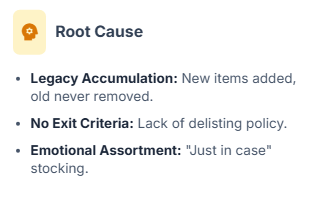 Root Cause
• Legacy Accumulation: New items added,
old never removed.
• No Exit Criteria: Lack of delisting policy.
• Emotional Assortment: "Just in case"
stocking.